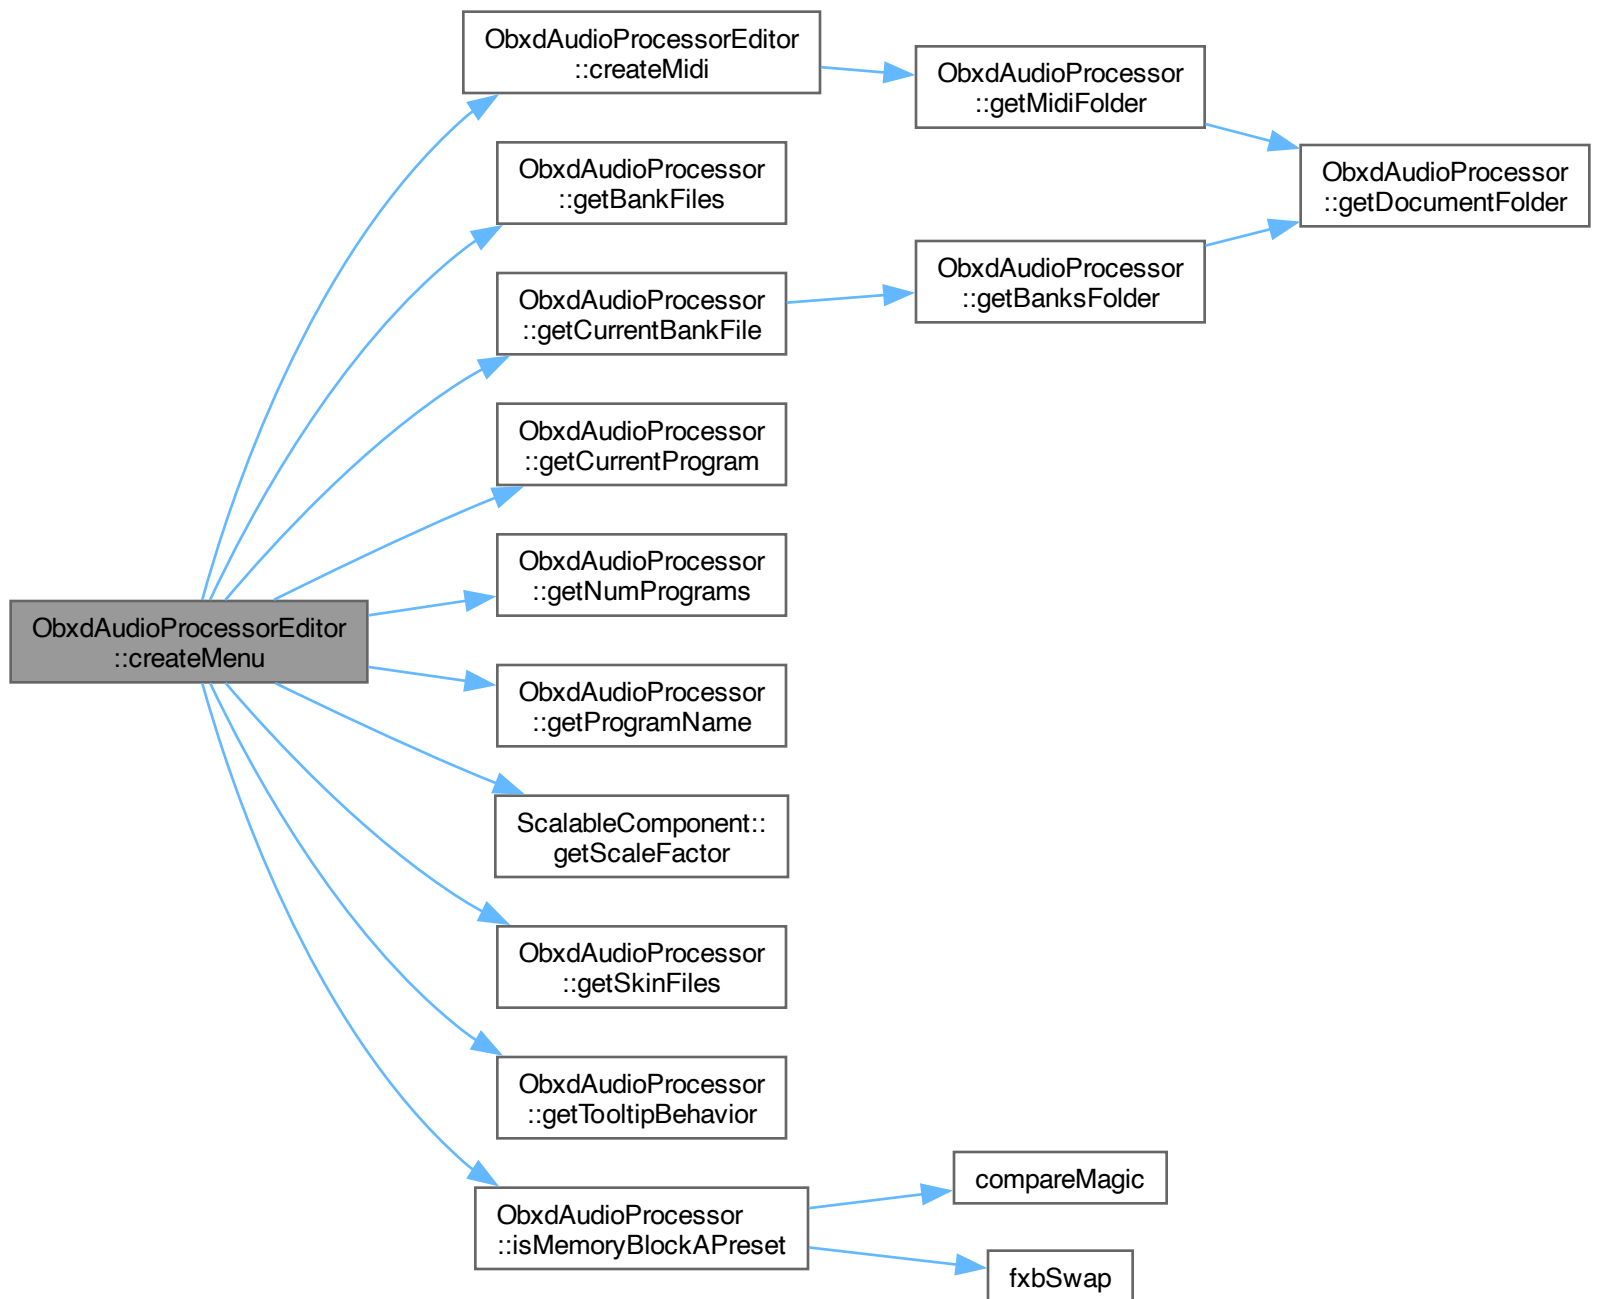 ObxdAudioProcessorEditor
::createMenu
ObxdAudioProcessorEditor
::createMidi
ObxdAudioProcessor
::getMidiFolder
ObxdAudioProcessor
::getDocumentFolder
ObxdAudioProcessor
::getBankFiles
ObxdAudioProcessor
::getCurrentBankFile
ObxdAudioProcessor
::getBanksFolder
ObxdAudioProcessor
::getCurrentProgram
ObxdAudioProcessor
::getNumPrograms
ObxdAudioProcessor
::getProgramName
ScalableComponent::
getScaleFactor
ObxdAudioProcessor
::getSkinFiles
ObxdAudioProcessor
::getTooltipBehavior
ObxdAudioProcessor
::isMemoryBlockAPreset
compareMagic
fxbSwap